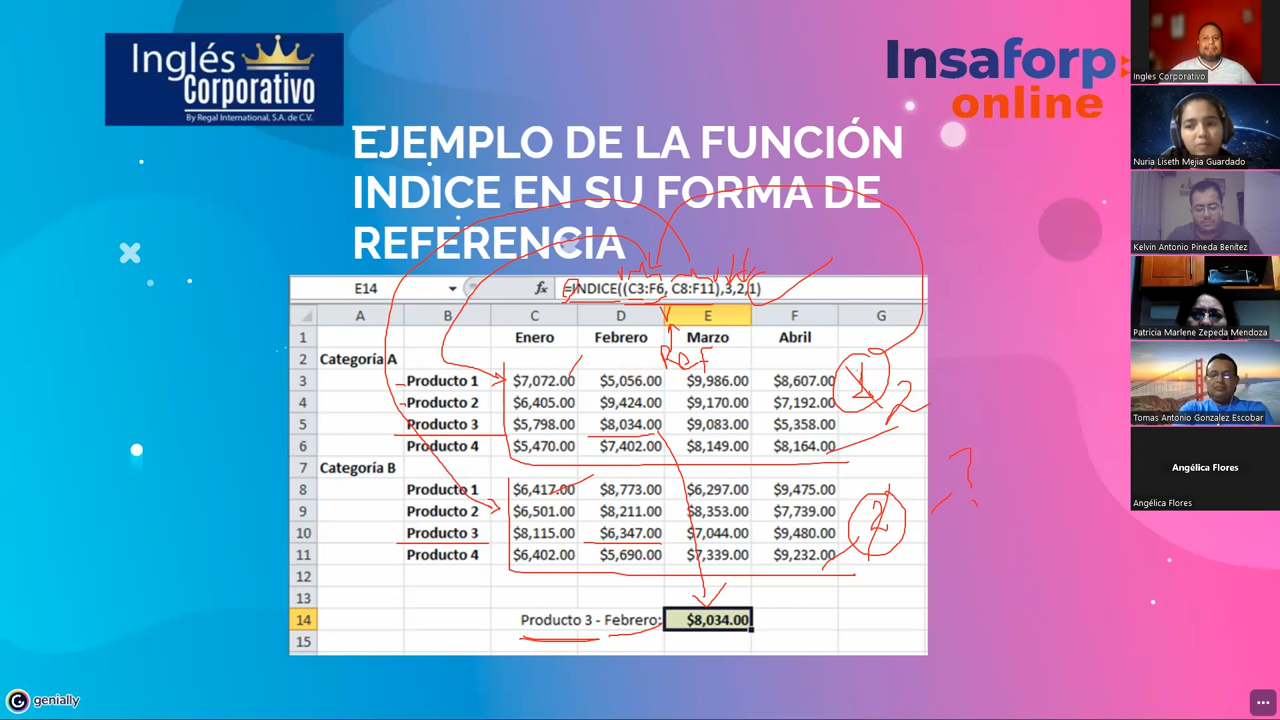 Inglés
Corporativo
By Regal International, S.A. de C.V.
Insaforp
online
EJEMPLO DE LA FUNCIÓN
INDICE EN SU FORMA DE
REFERENCIA
E14 fx =INDICE((C3:F6, C8:F11),3,2,1)
A B C D E F G
1 Enero Febrero Marzo Abril
Ref
2 Categoría A
3 Producto 1 $7,072.00 $5,056.00 $9,986.00 $8,607.00
1 2
4 Producto 2 $6,405.00 $9,424.00 $9,170.00 $7,192.00
5 Producto 3 $5,798.00 $8,034.00 $9,083.00 $5,358.00
6 Producto 4 $5,470.00 $7,402.00 $8,149.00 $8,164.00
7 Categoría B
8 Producto 1 $6,417.00 $8,773.00 $6,297.00 $9,475.00
?
9 Producto 2 $6,501.00 $8,211.00 $8,353.00 $7,739.00
2
10 Producto 3 $8,115.00 $6,347.00 $7,044.00 $9,480.00
11 Producto 4 $6,402.00 $5,690.00 $7,339.00 $9,232.00
12
13
14 Producto 3 - Febrero: $8,034.00
15
genially
Ingles Corporativo
Nuria Liseth Mejia Guardado
Kelvin Antonio Pineda Benítez
Patricia Marlene Zepeda Mendoza
Tomas Antonio Gonzalez Escobar
Angélica Flores
Angélica Flores